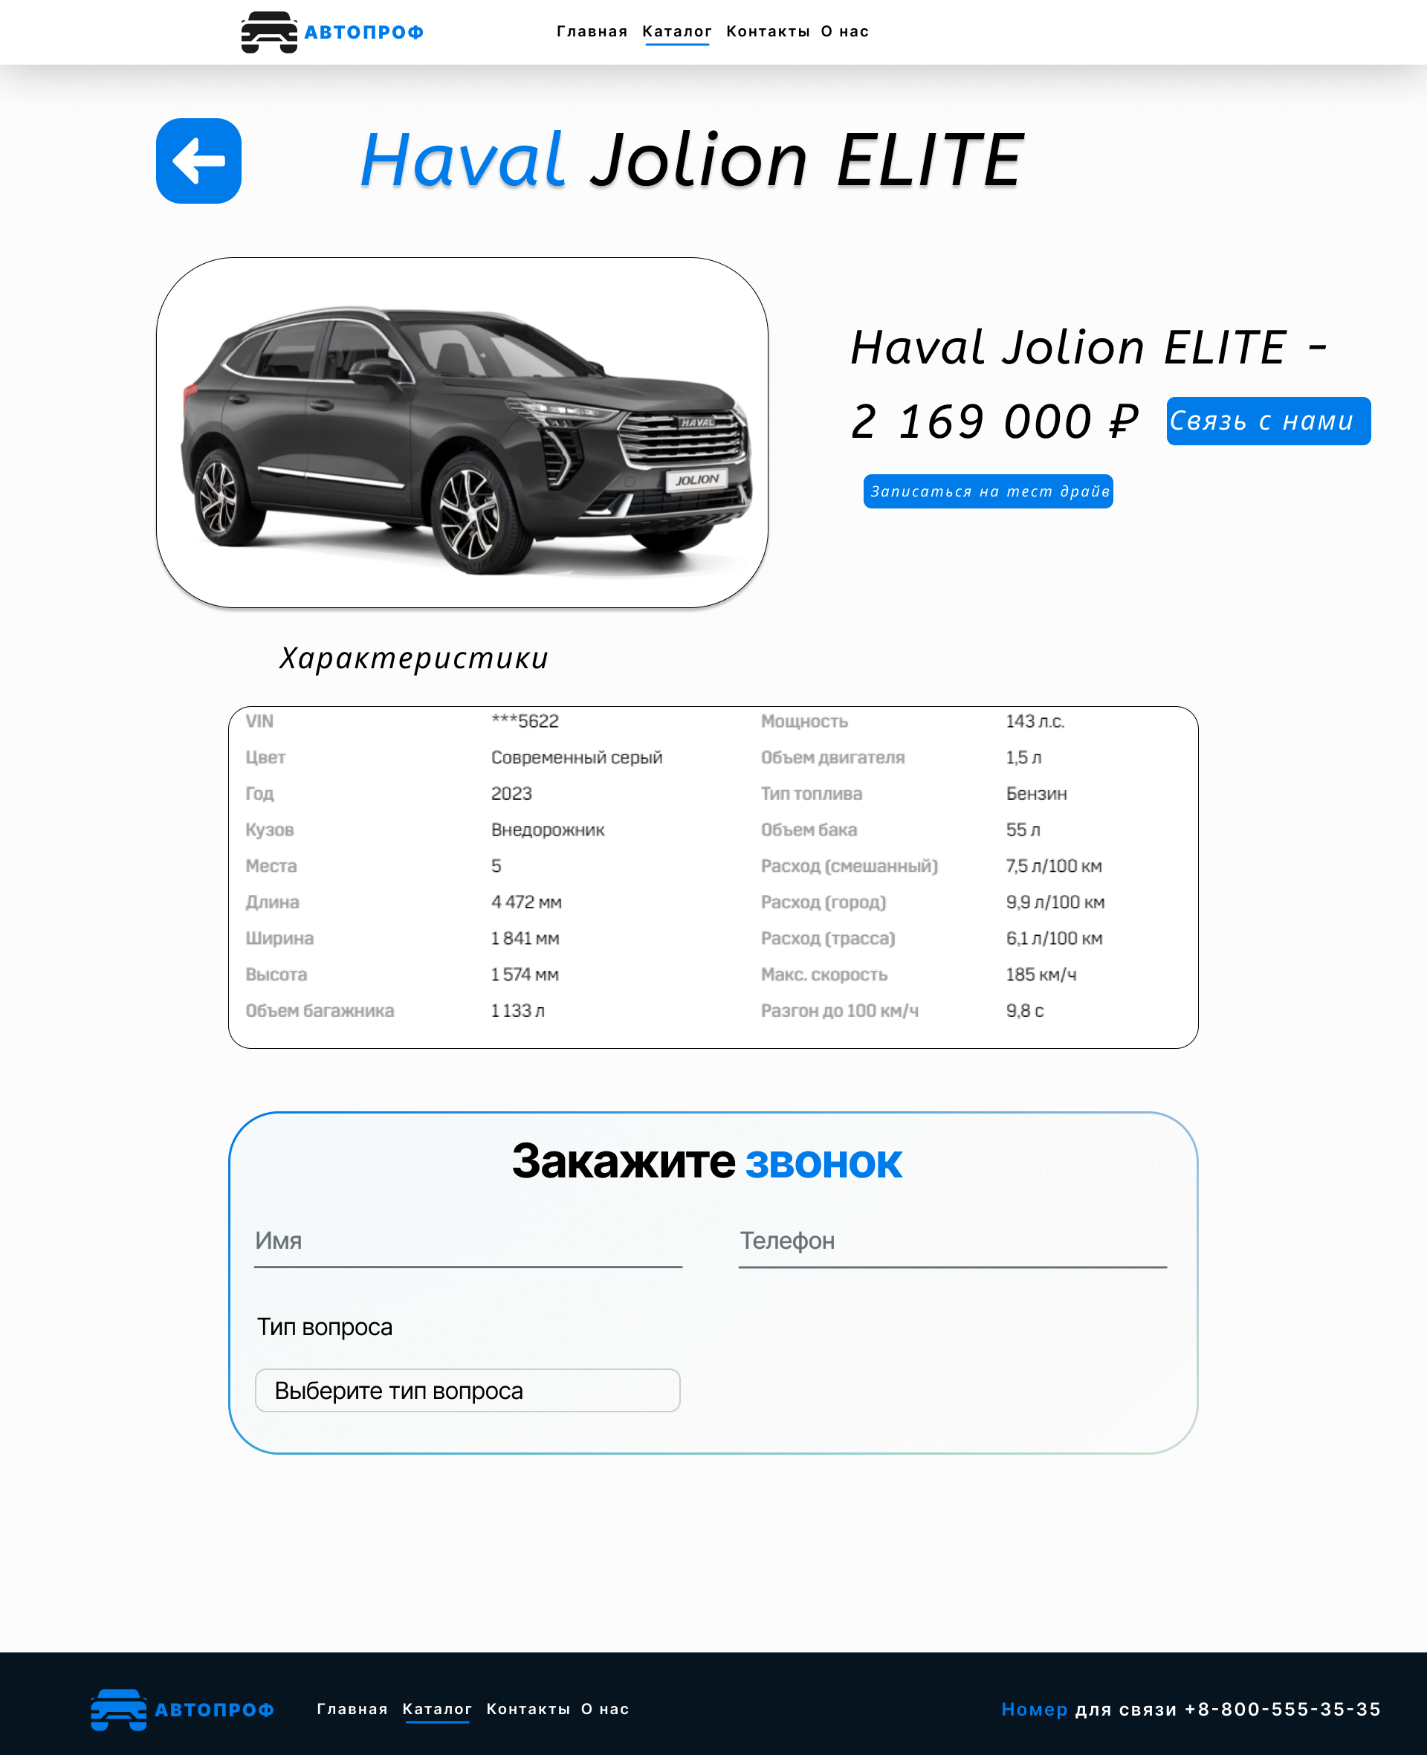 АВТОПРОФ
Главная Каталог Контакты О нас
Haval Jolion ELITE
HAVAL
JOLION
Haval Jolion ELITE -
2 169 000 ₽ Связь с нами
Записаться на тест драйв
Характеристики
VIN ***5622 Мощность 143 л.с.
Цвет Современный серый Объем двигателя 1,5 л
Год 2023 Тип топлива Бензин
Кузов Внедорожник Объем бака 55 л
Места 5 Расход (смешанный) 7,5 л/100 км
Длина 4 472 мм Расход (город) 9,9 л/100 км
Ширина 1 841 мм Расход (трасса) 6,1 л/100 км
Высота 1 574 мм Макс. скорость 185 км/ч
Объем багажника 1 133 л Разгон до 100 км/ч 9,8 с
Закажите звонок
Имя Телефон
Тип вопроса
Выберите тип вопроса
АВТОПРОФ Главная Каталог Контакты О нас Номер для связи +8-800-555-35-35